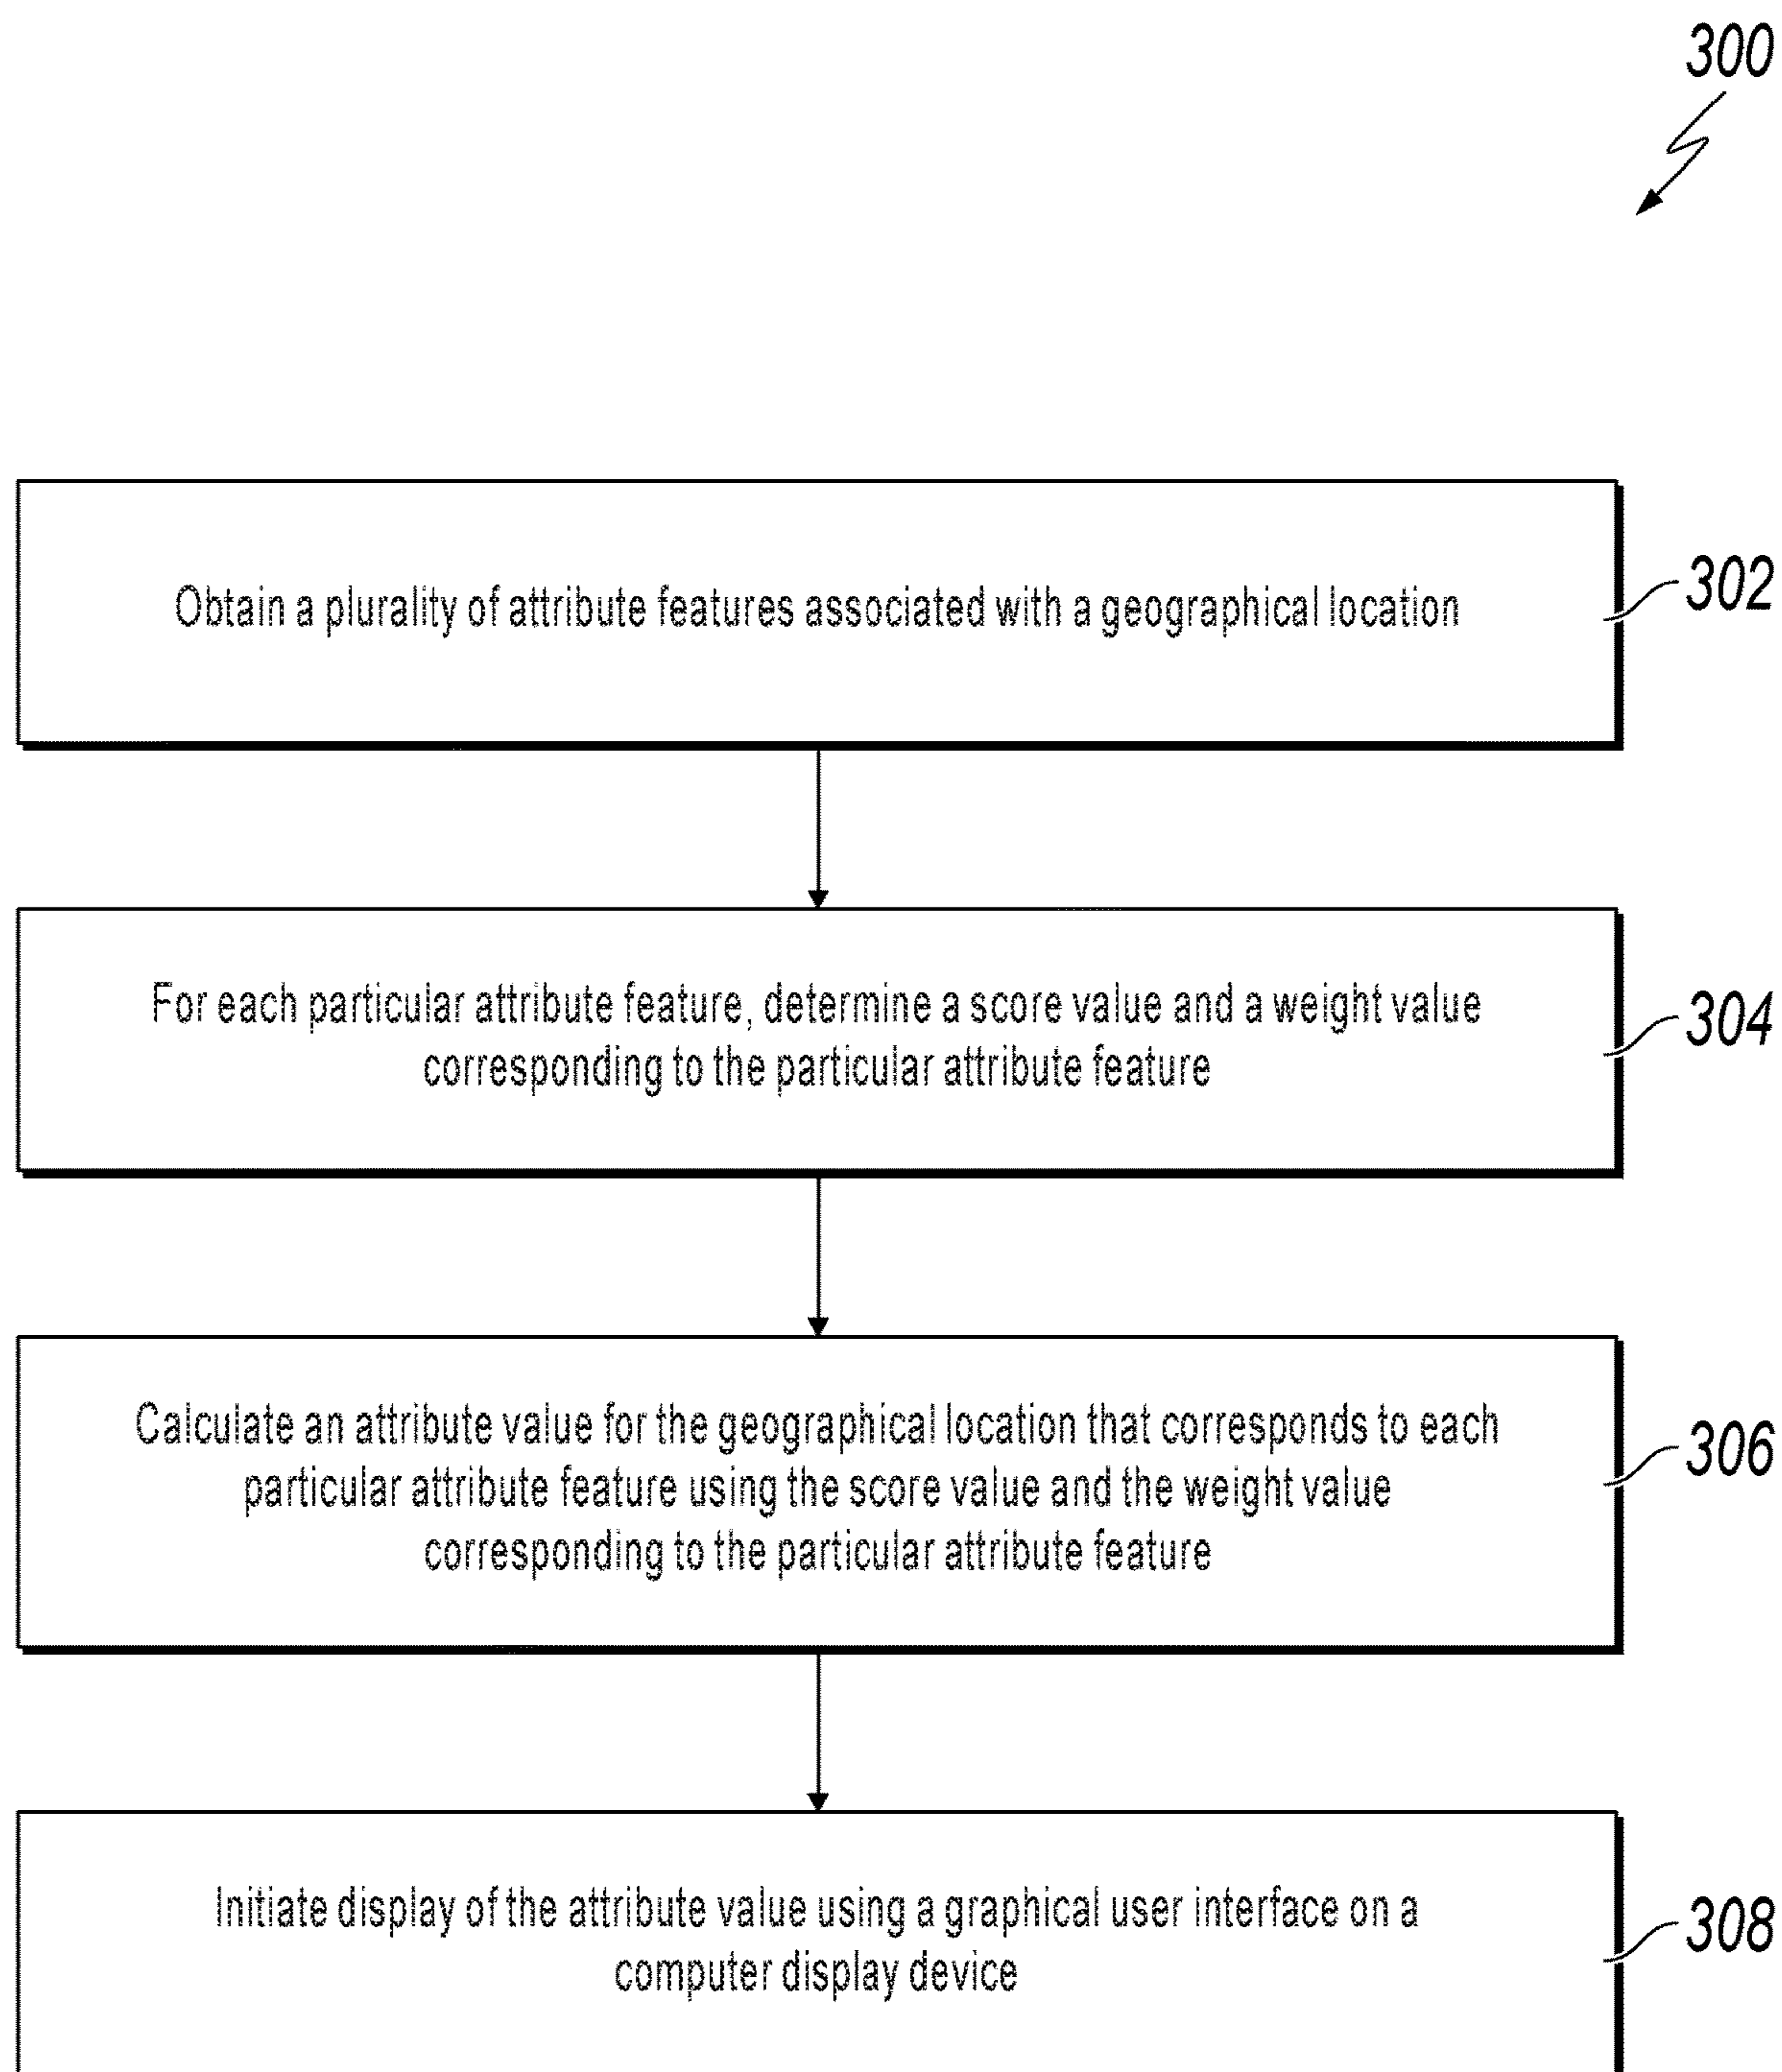 300
Obtain a plurality of attribute features associated with a geographical location
302
For each particular attribute feature, determine a score value and a weight value
corresponding to the particular attribute feature
304
Calculate an attribute value for the geographical location that corresponds to each
particular attribute feature using the score value and the weight value
corresponding to the particular attribute feature
306
Initiate display of the attribute value using a graphical user interface on a
computer display device
308